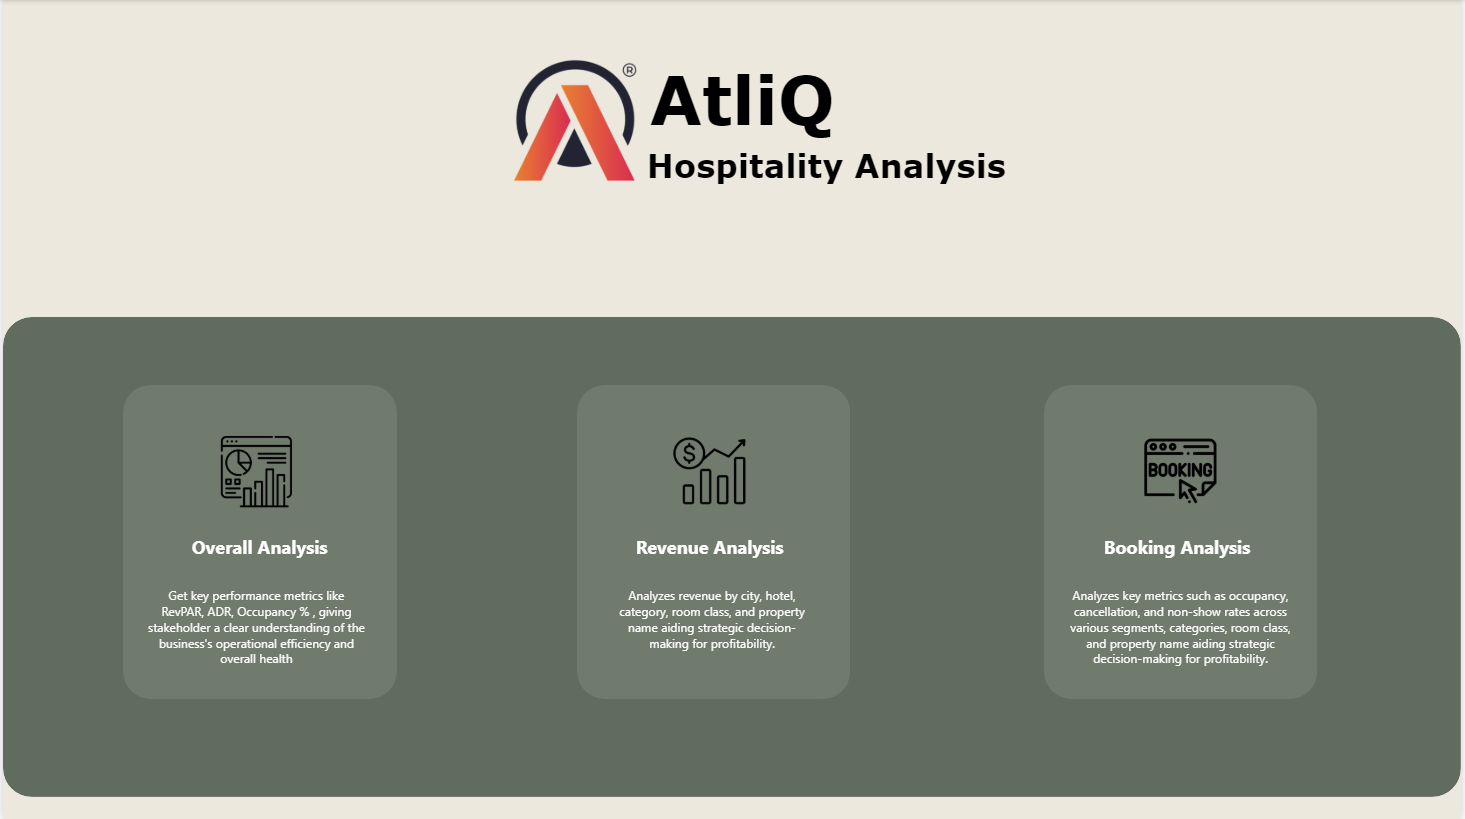 ®
AtliQ
Hospitality Analysis
Overall Analysis
Get key performance metrics like
RevPAR, ADR, Occupancy % , giving
stakeholder a clear understanding of the
business's operational efficiency and
overall health
Revenue Analysis
Analyzes revenue by city, hotel,
category, room class, and property
name aiding strategic decision-
making for profitability.
BOOKING
Booking Analysis
Analyzes key metrics such as occupancy,
cancellation, and non-show rates across
various segments, categories, room class,
and property name aiding strategic
decision-making for profitability.